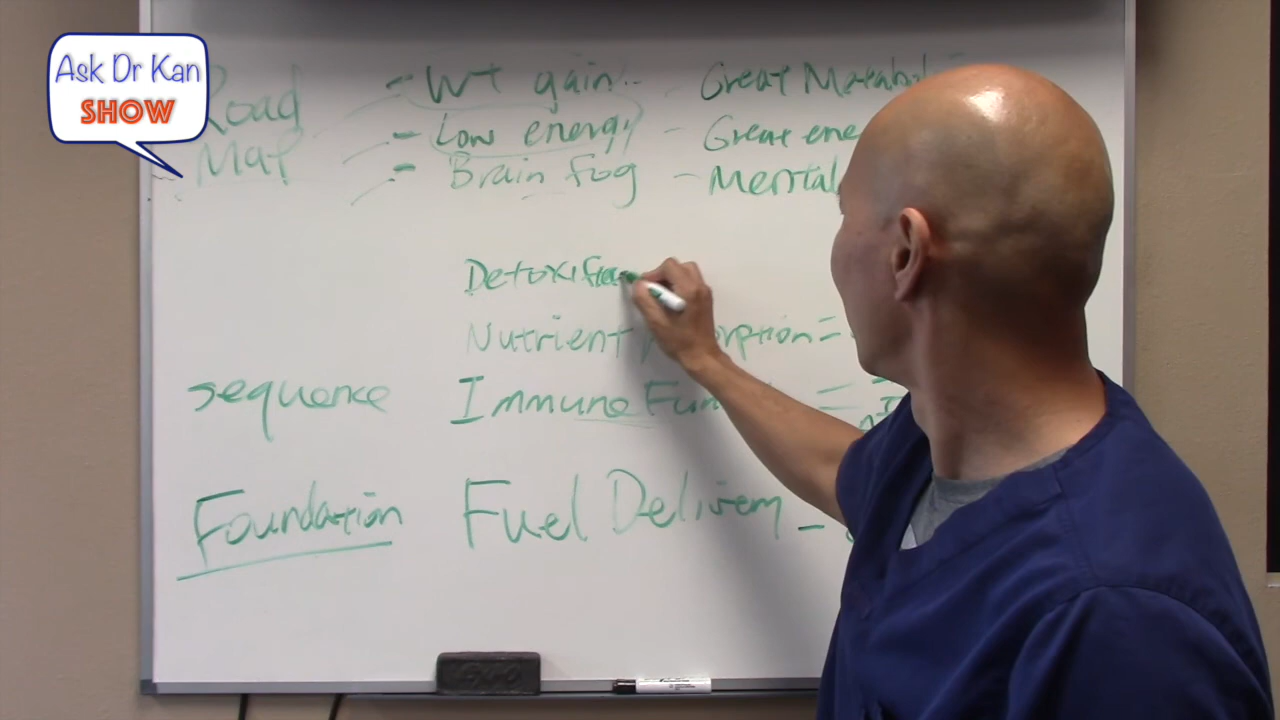 Ask Dr Kan
SHOW
Road
Map
- Wt gain..
- Low energy
- Brain fog
Great Metabol
- Great ene
- Mental
Detoxifica
Nutrient orption =
sequence Immune Fun =
Foundation Fuel Delivery -